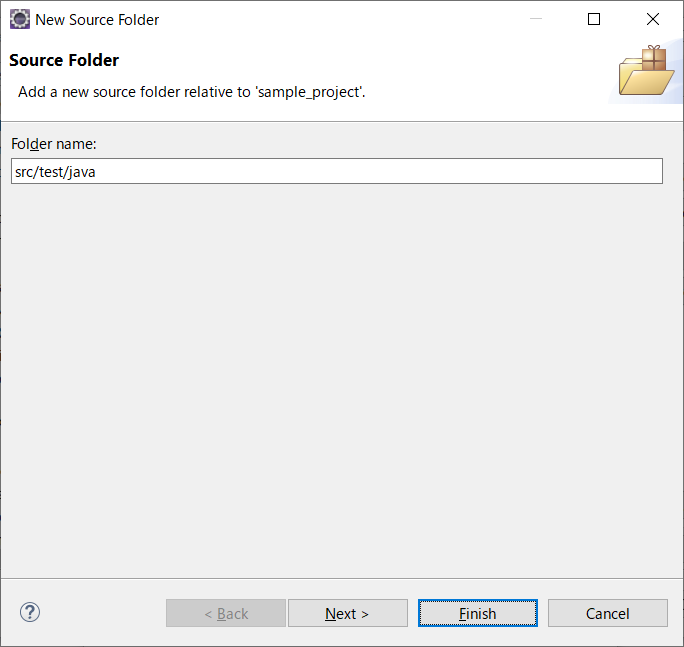 New Source Folder
Source Folder
Add a new source folder relative to 'sample_project'.
Folder name:
src/test/java
?
< Back
Next >
Finish
Cancel